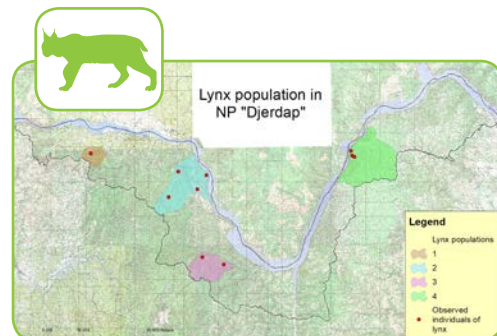 Lynx population in
NP "Djerdap"
Legend
Lynx populations
1
2
3
4
Observed
individuals of
lynx